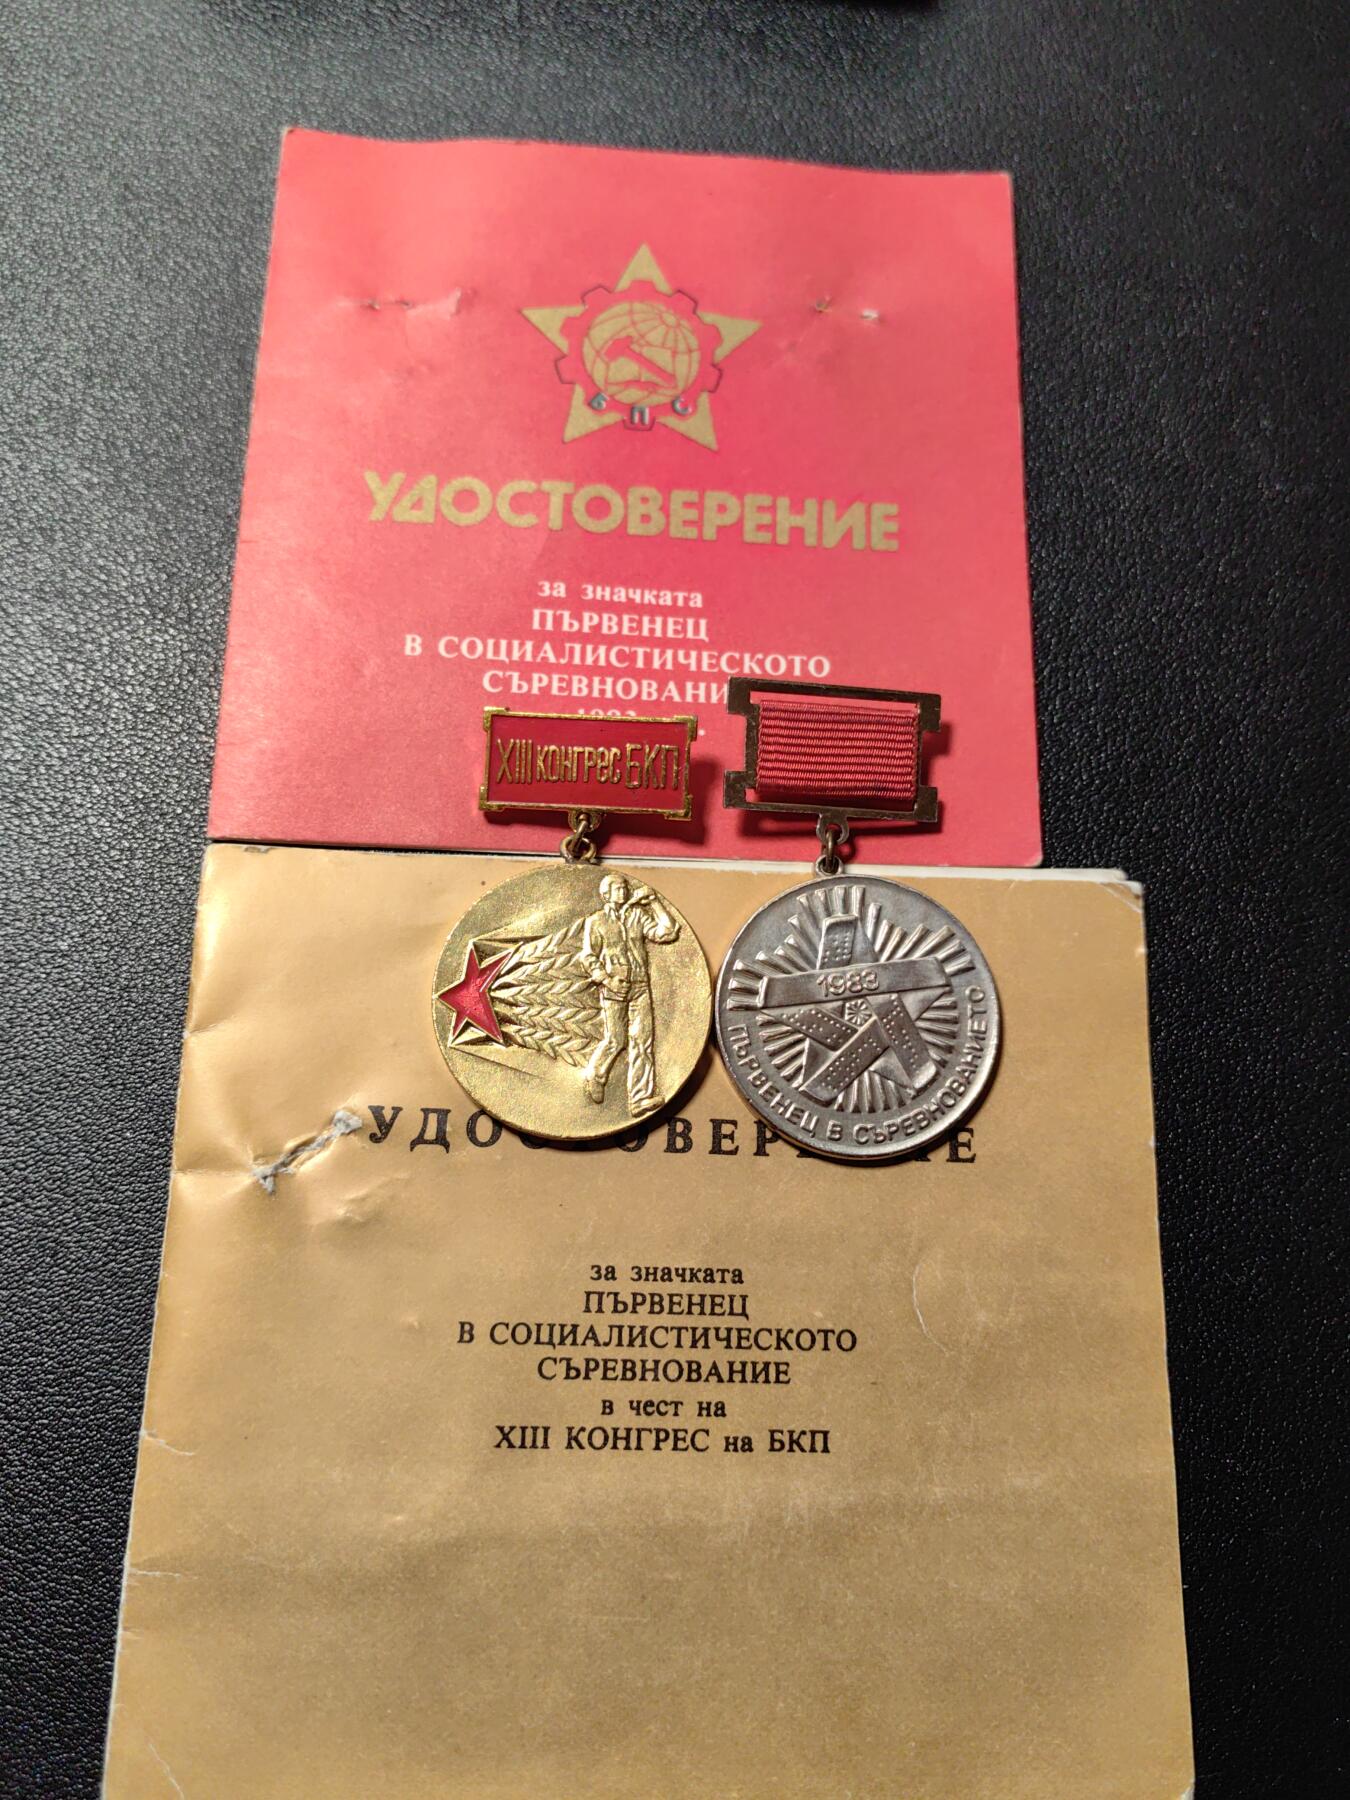 БПС
УДОСТОВЕРЕНИЕ
за значката
ПЪРВЕНЕЦ
В СОЦИАЛИСТИЧЕСКОТО
СЪРЕВНОВАНИ
XIII КОНГРЕС БКП
1983
ПЪРВЕНЕЦ В СЪРЕВНОВАНИЕТО
за значката
ПЪРВЕНЕЦ
В СОЦИАЛИСТИЧЕСКОТО
СЪРЕВНОВАНИЕ
в чест на
XIII КОНГРЕС на БКП